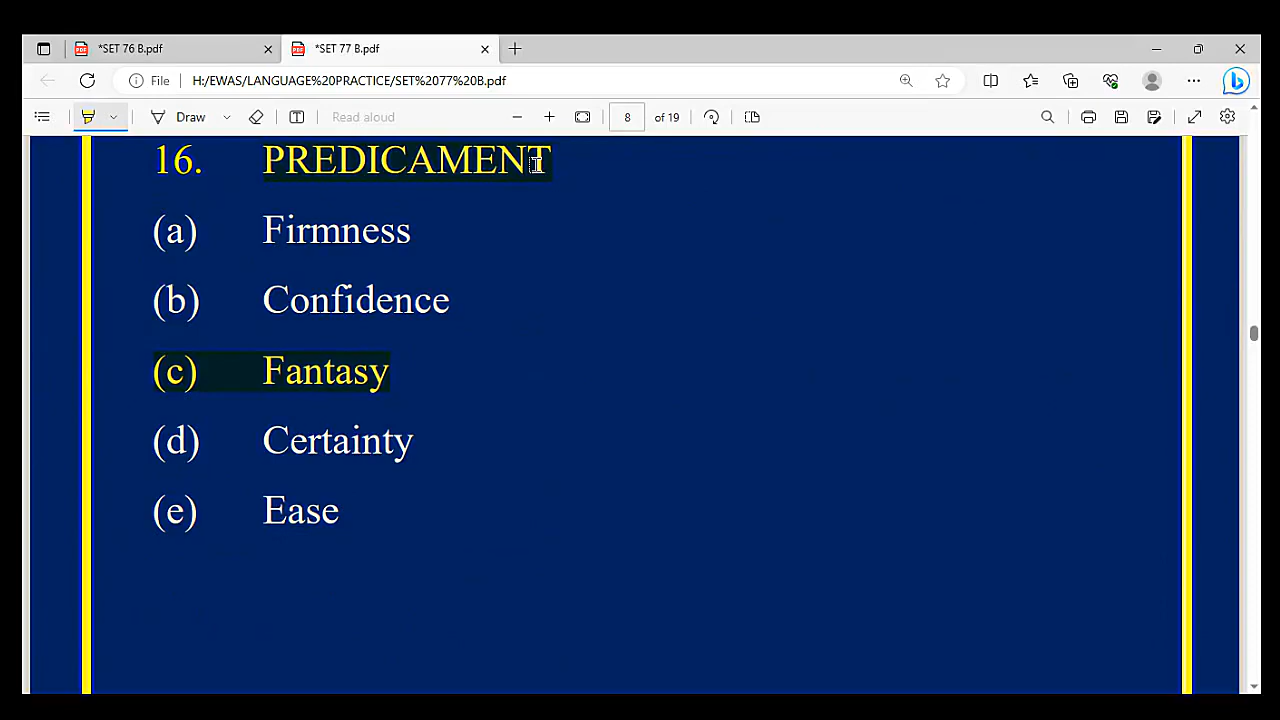 *SET 76 B.pdf
*SET 77 B.pdf
File H:/EWAS/LANGUAGE%20PRACTICE/SET%2077%20B.pdf
Draw Read aloud 8 of 19
16. PREDICAMENT
(a) Firmness
(b) Confidence
(c) Fantasy
(d) Certainty
(e) Ease